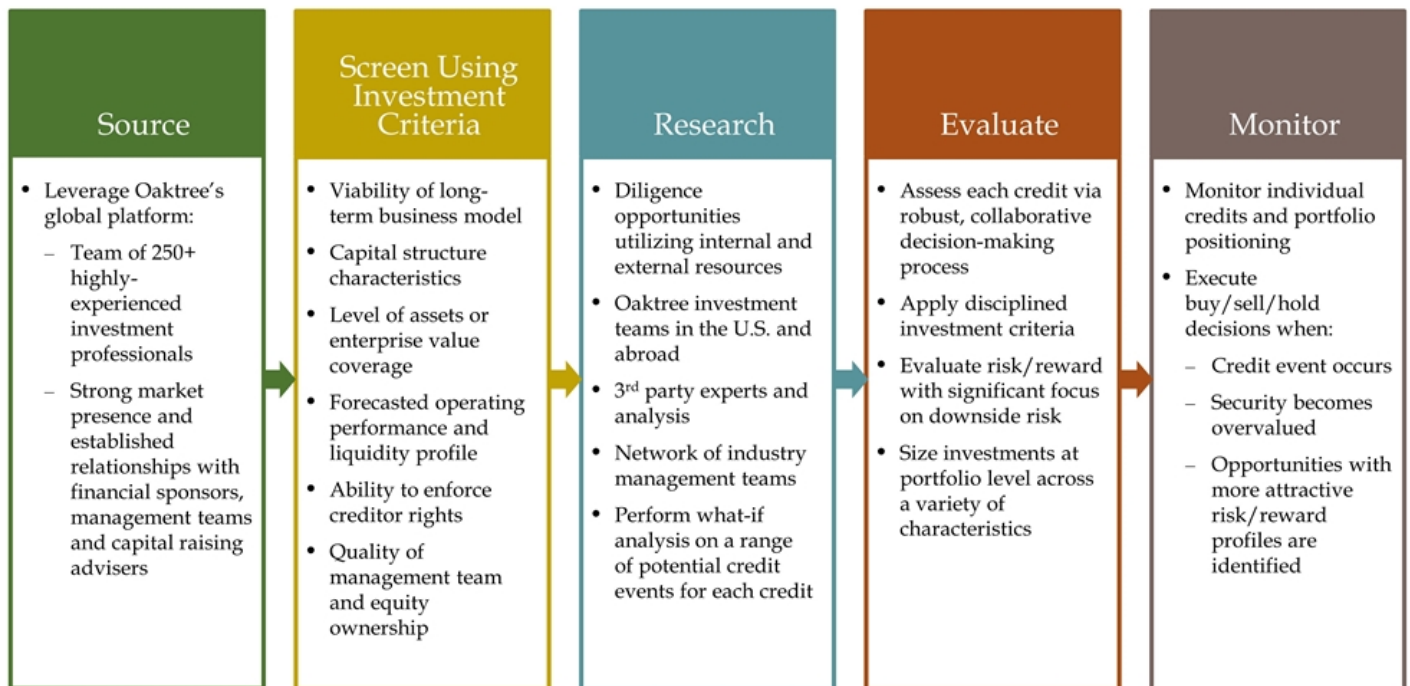 Source
• Leverage Oaktree's
global platform:
– Team of 250+
highly-
experienced
investment
professionals
– Strong market
presence and
established
relationships with
financial sponsors,
management teams
and capital raising
advisers
Screen Using
Investment
Criteria
• Viability of long-
term business model
• Capital structure
characteristics
• Level of assets or
enterprise value
coverage
• Forecasted operating
performance and
liquidity profile
• Ability to enforce
creditor rights
• Quality of
management team
and equity
ownership
Research
• Diligence
opportunities
utilizing internal and
external resources
• Oaktree investment
teams in the U.S. and
abroad
• 3rd party experts and
analysis
• Network of industry
management teams
• Perform what-if
analysis on a range
of potential credit
events for each credit
Evaluate
• Assess each credit via
robust, collaborative
decision-making
process
• Apply disciplined
investment criteria
• Evaluate risk/reward
with significant focus
on downside risk
• Size investments at
portfolio level across
a variety of
characteristics
Monitor
• Monitor individual
credits and portfolio
positioning
• Execute
buy/sell/hold
decisions when:
– Credit event occurs
– Security becomes
overvalued
– Opportunities with
more attractive
risk/reward
profiles are
identified